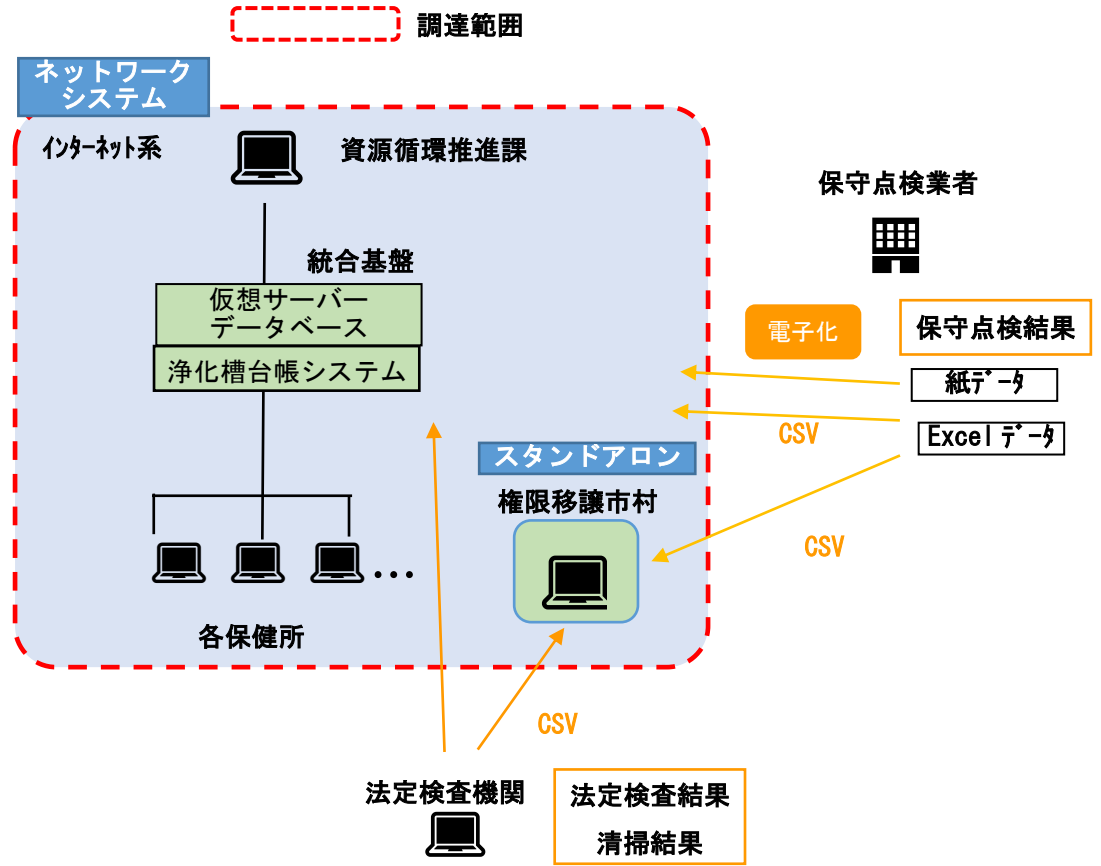 調達範囲
ネットワーク
システム
ｲﾝﾀｰﾈｯﾄ系
資源循環推進課
保守点検業者
統合基盤
仮想サーバー
データベース
浄化槽台帳システム
電子化
保守点検結果
紙ﾃﾞｰﾀ
CSV
Excelﾃﾞｰﾀ
スタンドアロン
権限移譲市村
CSV
...
各保健所
CSV
法定検査機関
法定検査結果
清掃結果